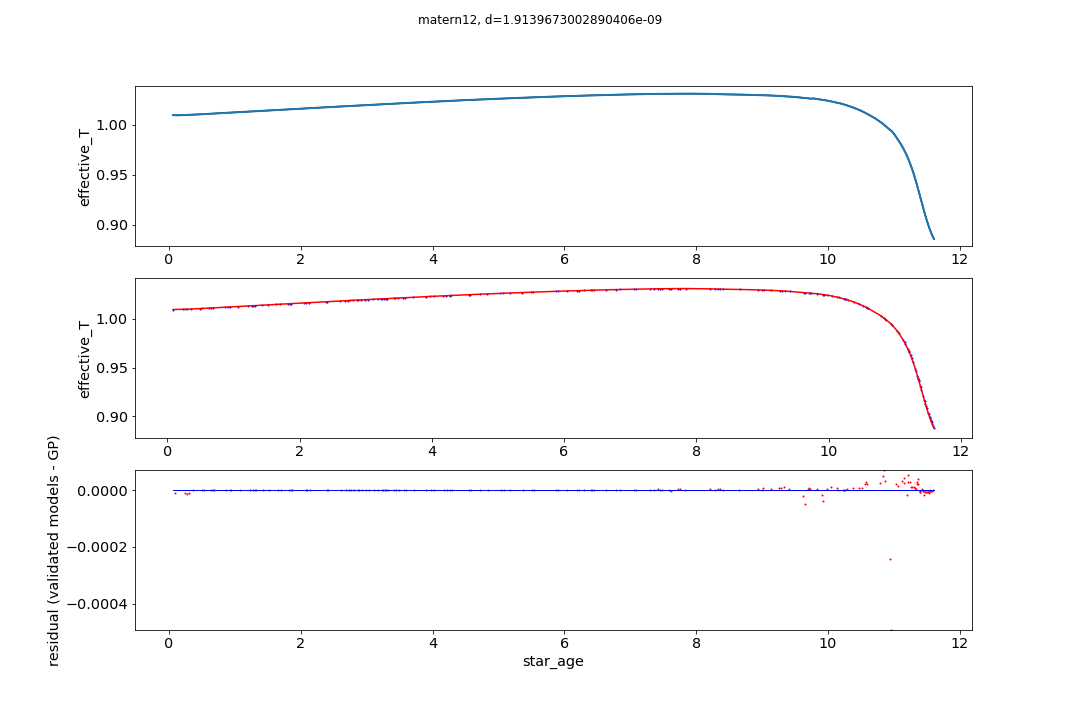 matern12, d=1.9139673002890406e-09
effective_T
1.00
0.95
0.90
0 2 4 6 8 10 12
effective_T
1.00
0.95
0.90
0 2 4 6 8 10 12
residual (validated models - GP)
0.0000
−0.0002
−0.0004
0 2 4 6 8 10 12
star_age